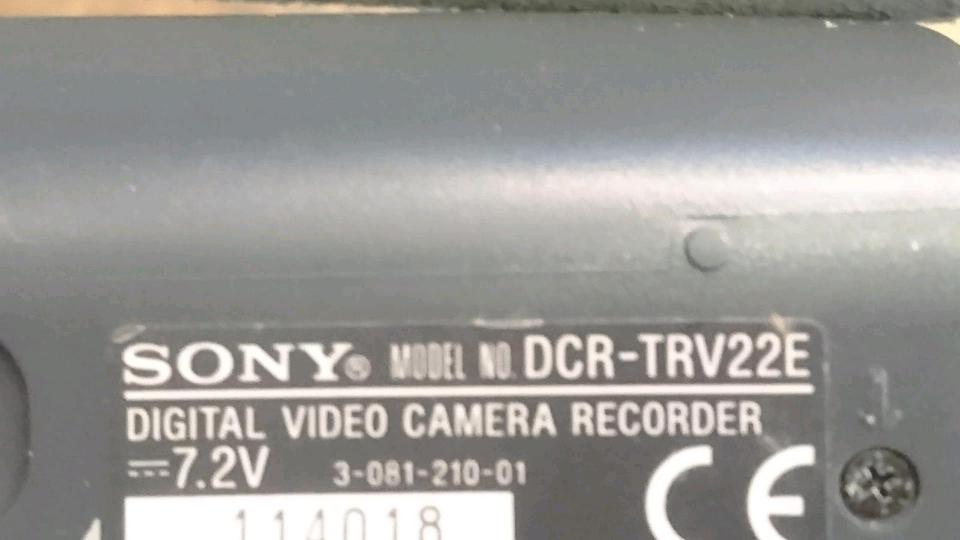 SONY® MODEL NO. DCR-TRV22E
DIGITAL VIDEO CAMERA RECORDER
⎓7.2V 3-081-210-01 CE
114018